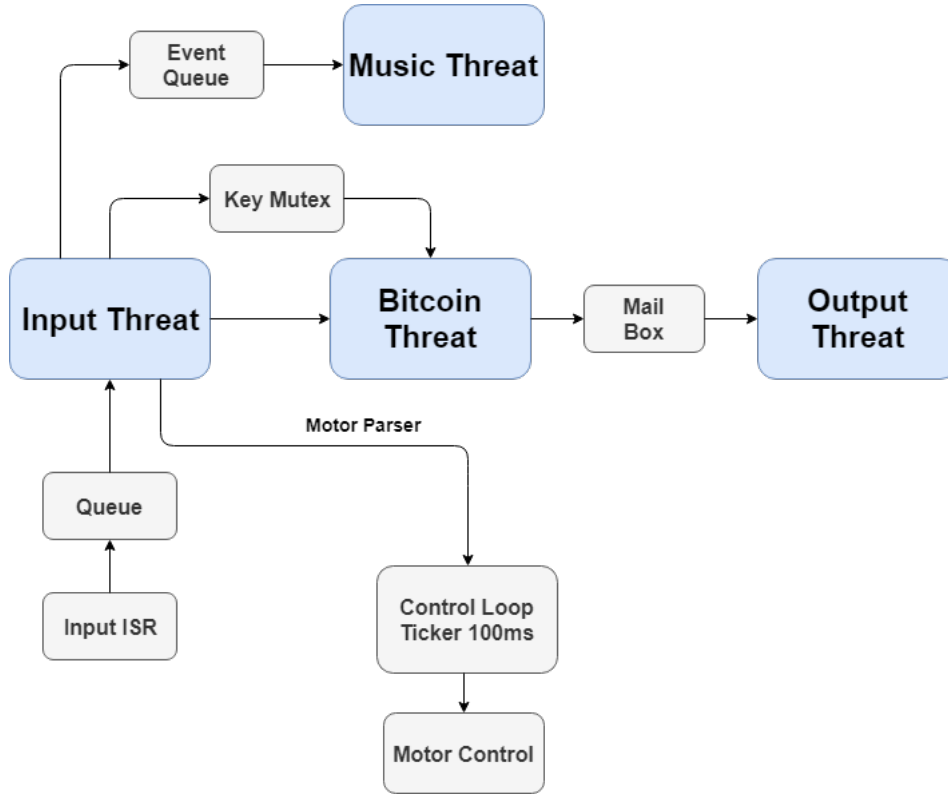 Event
Queue
Music Threat
Key Mutex
Input Threat
Bitcoin
Threat
Mail
Box
Output
Threat
Motor Parser
Queue
Input ISR
Control Loop
Ticker 100ms
Motor Control